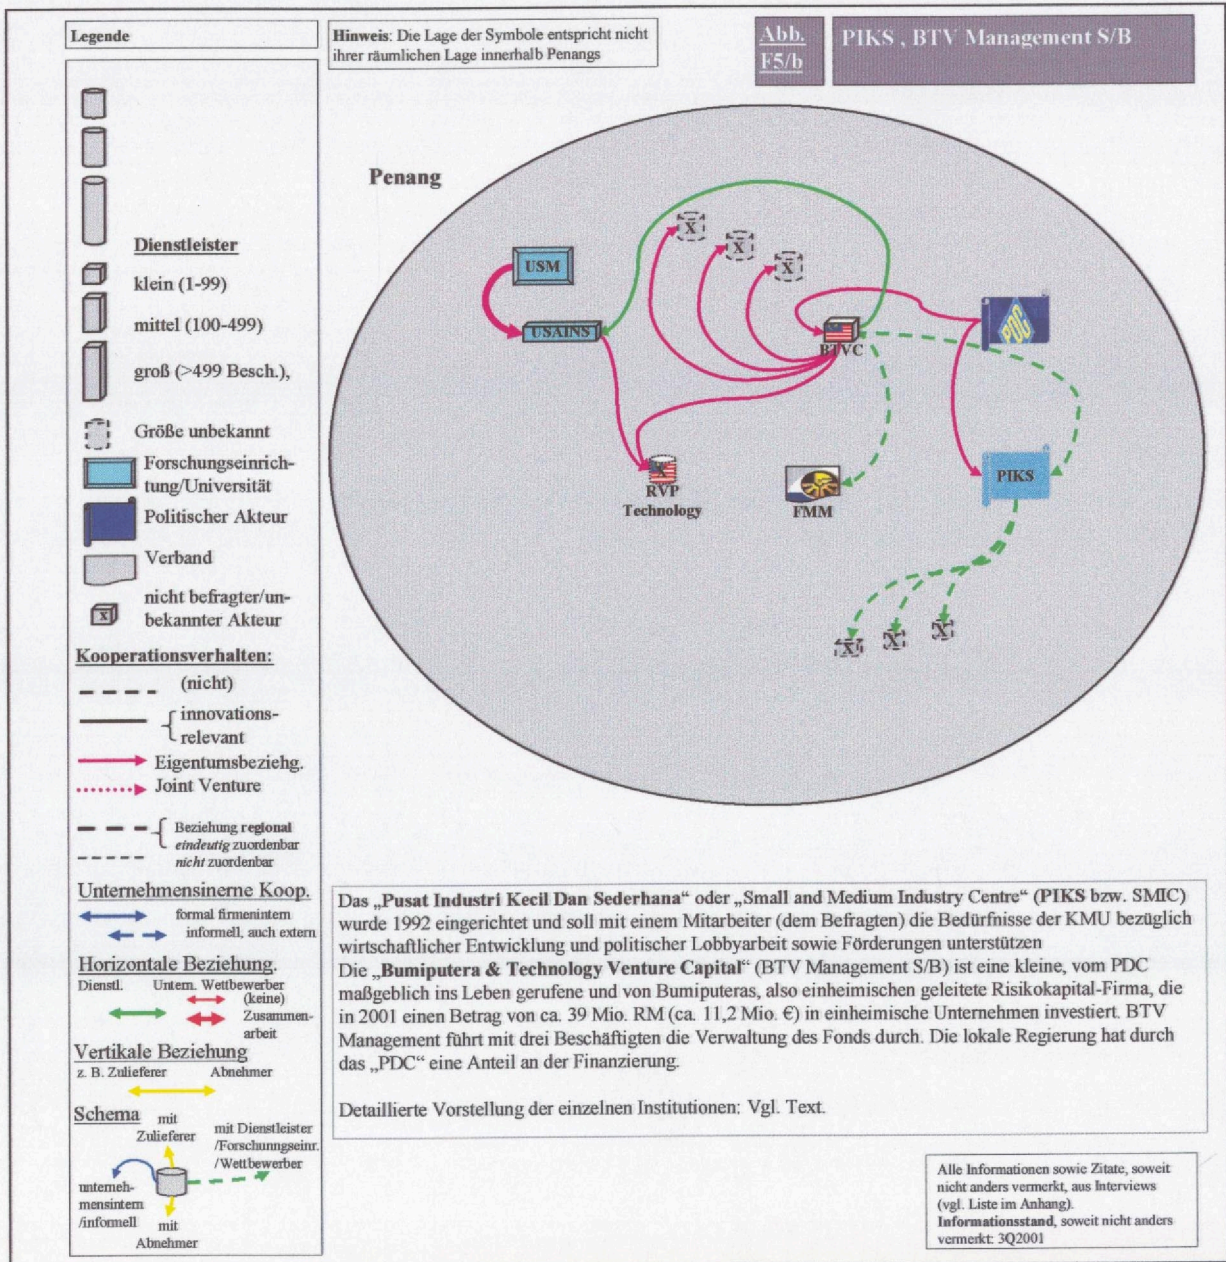 Legende
Hinweis: Die Lage der Symbole entspricht nicht
ihrer räumlichen Lage innerhalb Penangs
Abb.
F5/b
PIKS , BTV Management S/B
Dienstleister
klein (1-99)
mittel (100-499)
groß (>499 Besch.),
Größe unbekannt
Forschungseinrich-
tung/Universität
Politischer Akteur
Verband
x
nicht befragter/un-
bekannter Akteur
Kooperationsverhalten:
(nicht)
innovations-
relevant
Eigentumsbeziehg.
Joint Venture
Beziehung regional
eindeutig zuordenbar
nicht zuordenbar
Unternehmensinerne Koop.
formal firmenintern
informell, auch extern
Horizontale Beziehung.
Dienstl. Untern. Wettbewerber
(keine)
Zusammen-
arbeit
Vertikale Beziehung
z. B. Zulieferer Abnehmer
Schema
mit
Zulieferer
mit Dienstleister
/Forschunngseinr.
/Wettbewerber
unterneh-
mensintern
/informell
mit
Abnehmer
Penang
X
X
X
USM
USAINS
BTVC
PDC
X
RVP
Technology
FMM
PIKS
X
X
X
Das „Pusat Industri Kecil Dan Sederhana“ oder „Small and Medium Industry Centre“ (PIKS bzw. SMIC)
wurde 1992 eingerichtet und soll mit einem Mitarbeiter (dem Befragten) die Bedürfnisse der KMU bezüglich
wirtschaftlicher Entwicklung und politischer Lobbyarbeit sowie Förderungen unterstützen
Die „Bumiputera & Technology Venture Capital“ (BTV Management S/B) ist eine kleine, vom PDC
maßgeblich ins Leben gerufene und von Bumiputeras, also einheimischen geleitete Risikokapital-Firma, die
in 2001 einen Betrag von ca. 39 Mio. RM (ca. 11,2 Mio. €) in einheimische Unternehmen investiert. BTV
Management führt mit drei Beschäftigten die Verwaltung des Fonds durch. Die lokale Regierung hat durch
das „PDC“ eine Anteil an der Finanzierung.
Detaillierte Vorstellung der einzelnen Institutionen: Vgl. Text.
Alle Informationen sowie Zitate, soweit
nicht anders vermerkt, aus Interviews
(vgl. Liste im Anhang).
Informationsstand, soweit nicht anders
vermerkt: 3Q2001